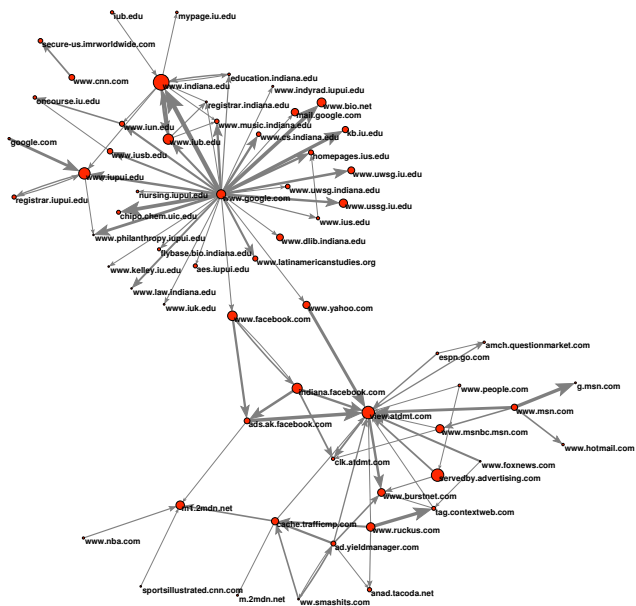 iub.edu
mypage.iu.edu
secure-us.imrworldwide.com
www.cnn.com
www.indiana.edu
education.indiana.edu
www.indyrad.iupui.edu
oncourse.iu.edu
registrar.indiana.edu
www.bio.net
mail.google.com
www.iun.edu
www.music.indiana.edu
kb.iu.edu
google.com
www.iub.edu
www.cs.indiana.edu
www.iusb.edu
homepages.ius.edu
www.iupui.edu
www.uwsg.iu.edu
www.uwsg.indiana.edu
nursing.iupui.edu
www.google.com
registrar.iupui.edu
www.ussg.iu.edu
chipo.chem.uic.edu
www.ius.edu
www.philanthropy.iupui.edu
www.dlib.indiana.edu
flybase.bio.indiana.edu
www.latinamericanstudies.org
www.kelley.iu.edu
aes.iupui.edu
www.law.indiana.edu
www.iuk.edu
www.yahoo.com
www.facebook.com
amch.questionmarket.com
espn.go.com
g.msn.com
indiana.facebook.com
www.people.com
www.msn.com
view.atdmt.com
ads.ak.facebook.com
www.msnbc.msn.com
www.hotmail.com
clk.atdmt.com
www.foxnews.com
servedby.advertising.com
www.burstnet.com
m1.2mdn.net
tag.contextweb.com
cache.trafficmp.com
www.ruckus.com
www.nba.com
ad.yieldmanager.com
sportsillustrated.cnn.com
anad.tacoda.net
m.2mdn.net
ww.smashits.com